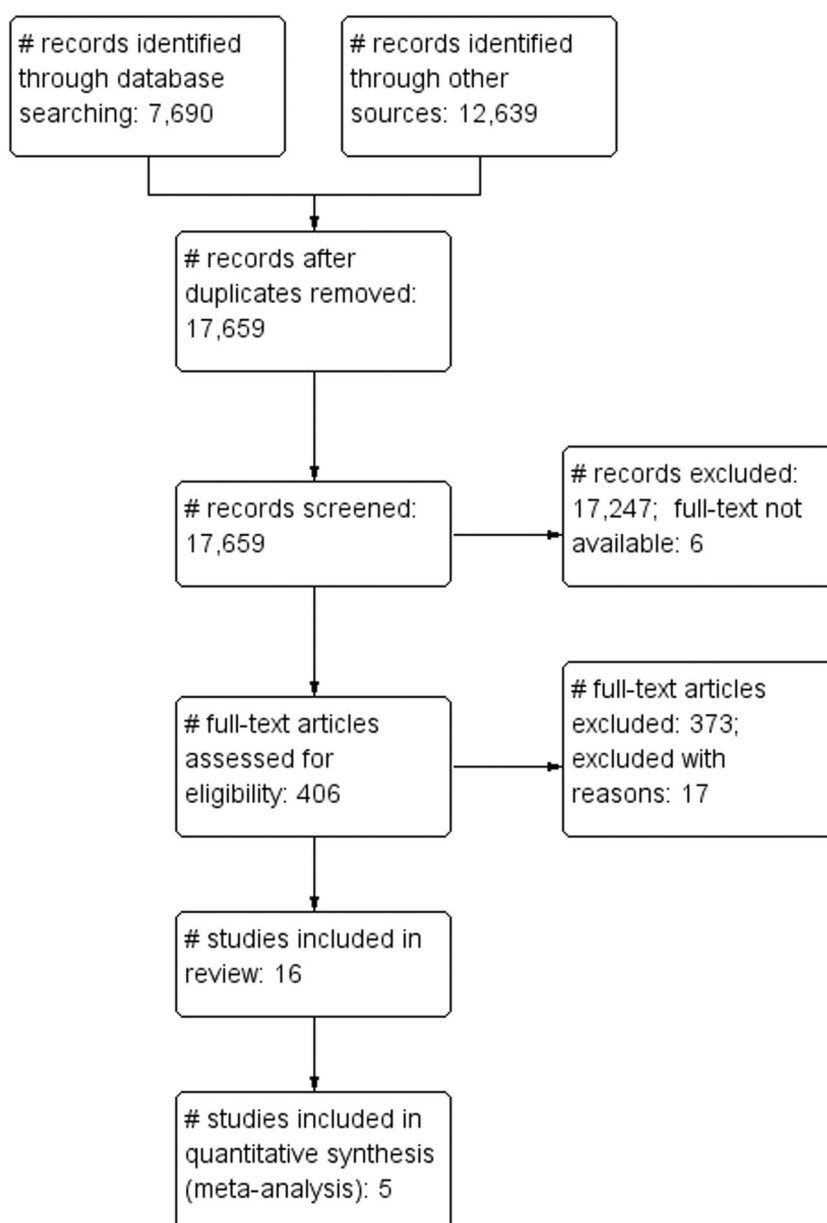 # records identified
through database
searching: 7,690
# records identified
through other
sources: 12,639
# records after
duplicates removed:
17,659
# records screened:
17,659
# records excluded:
17,247;  full-text not
available: 6
# full-text articles
assessed for
eligibility: 406
# full-text articles
excluded: 373;
excluded with
reasons: 17
# studies included in
review: 16
# studies included in
quantitative synthesis
(meta-analysis): 5